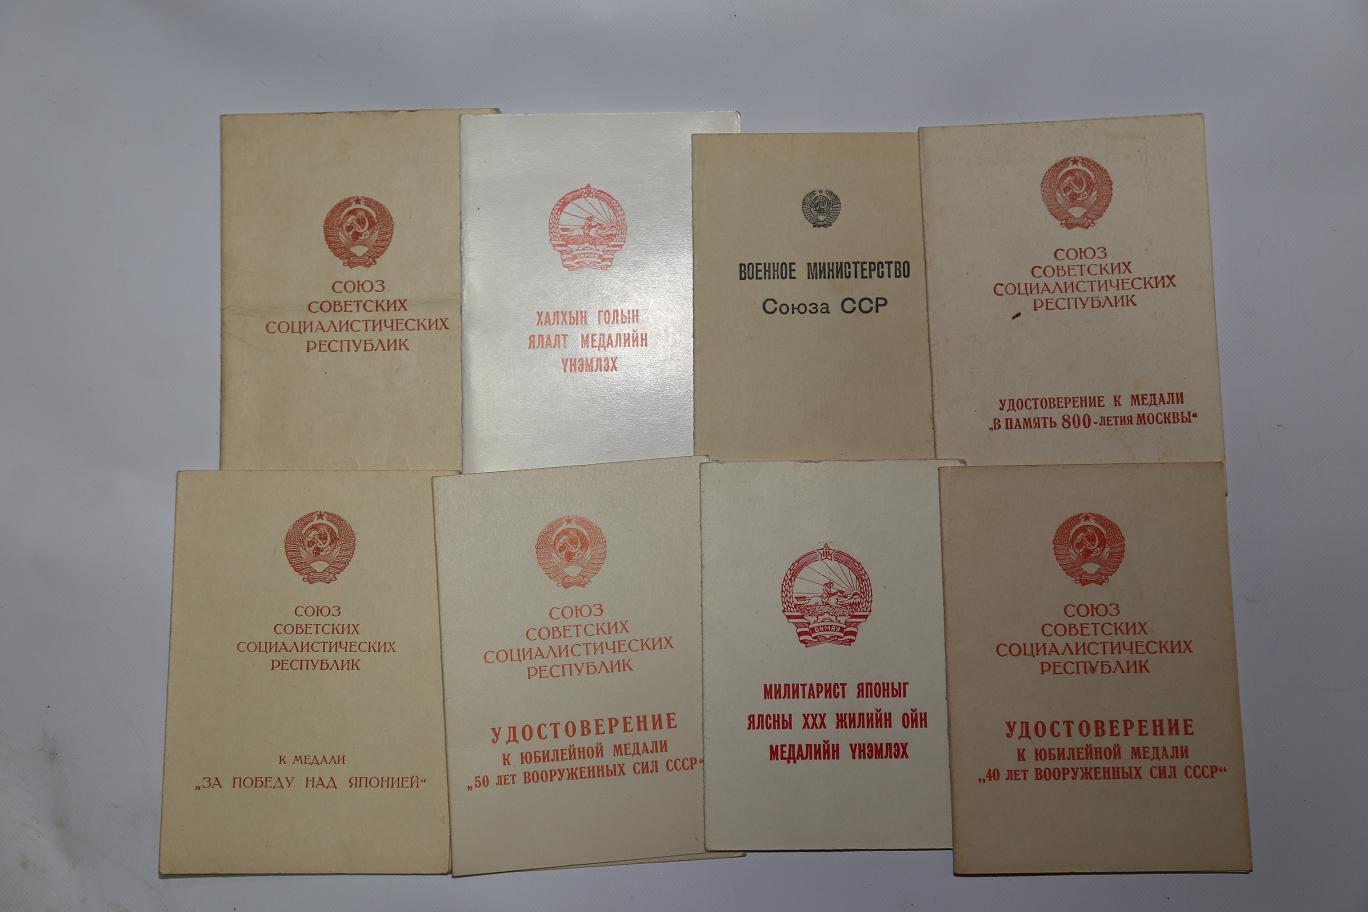 СОЮЗ
СОВЕТСКИХ
СОЦИАЛИСТИЧЕСКИХ
РЕСПУБЛИК
БНМАУ
ХАЛХЫН ГОЛЫН
ЯЛАЛТ МЕДАЛИЙН
ҮНЭМЛЭХ
ВОЕННОЕ МИНИСТЕРСТВО
Союза ССР
СОЮЗ
СОВЕТСКИХ
СОЦИАЛИСТИЧЕСКИХ
РЕСПУБЛИК
УДОСТОВЕРЕНИЕ К МЕДАЛИ
„В ПАМЯТЬ 800-ЛЕТИЯ МОСКВЫ“
СОЮЗ
СОВЕТСКИХ
СОЦИАЛИСТИЧЕСКИХ
РЕСПУБЛИК
К МЕДАЛИ
„ЗА ПОБЕДУ НАД ЯПОНИЕЙ“
СОЮЗ
СОВЕТСКИХ
СОЦИАЛИСТИЧЕСКИХ
РЕСПУБЛИК
УДОСТОВЕРЕНИЕ
К ЮБИЛЕЙНОЙ МЕДАЛИ
„50 ЛЕТ ВООРУЖЕННЫХ СИЛ СССР“
БНМАУ
МИЛИТАРИСТ ЯПОНЫГ
ЯЛСНЫ XXX ЖИЛИЙН ОЙН
МЕДАЛИЙН ҮНЭМЛЭХ
СОЮЗ
СОВЕТСКИХ
СОЦИАЛИСТИЧЕСКИХ
РЕСПУБЛИК
УДОСТОВЕРЕНИЕ
К ЮБИЛЕЙНОЙ МЕДАЛИ
„40 ЛЕТ ВООРУЖЕННЫХ СИЛ СССР“